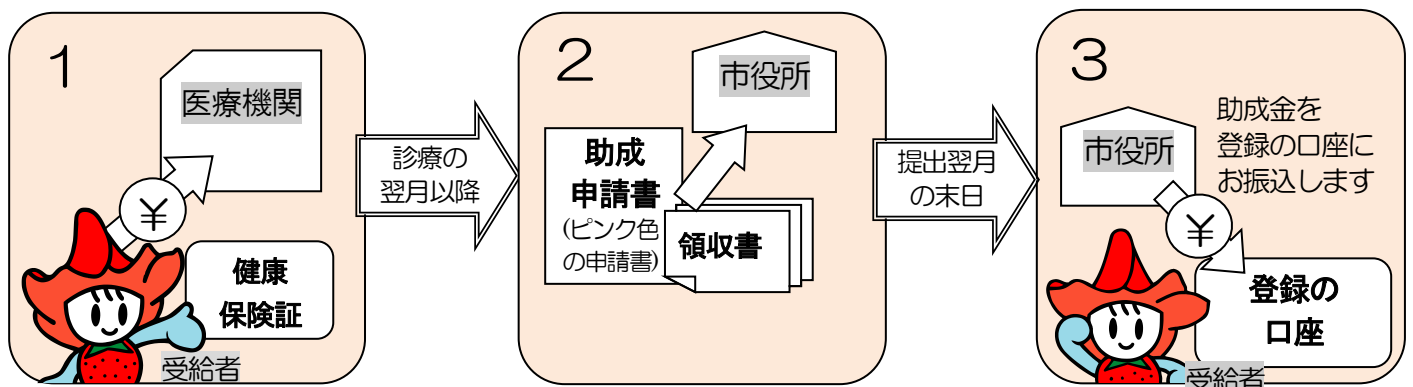 1
医療機関
¥
健康
保険証
受給者
診療の
翌月以降
2
市役所
助成
申請書
(ピンク色
の申請書)
領収書
提出翌月
の末日
3
市役所
助成金を
登録の口座に
お振込します
¥
登録の
口座
受給者